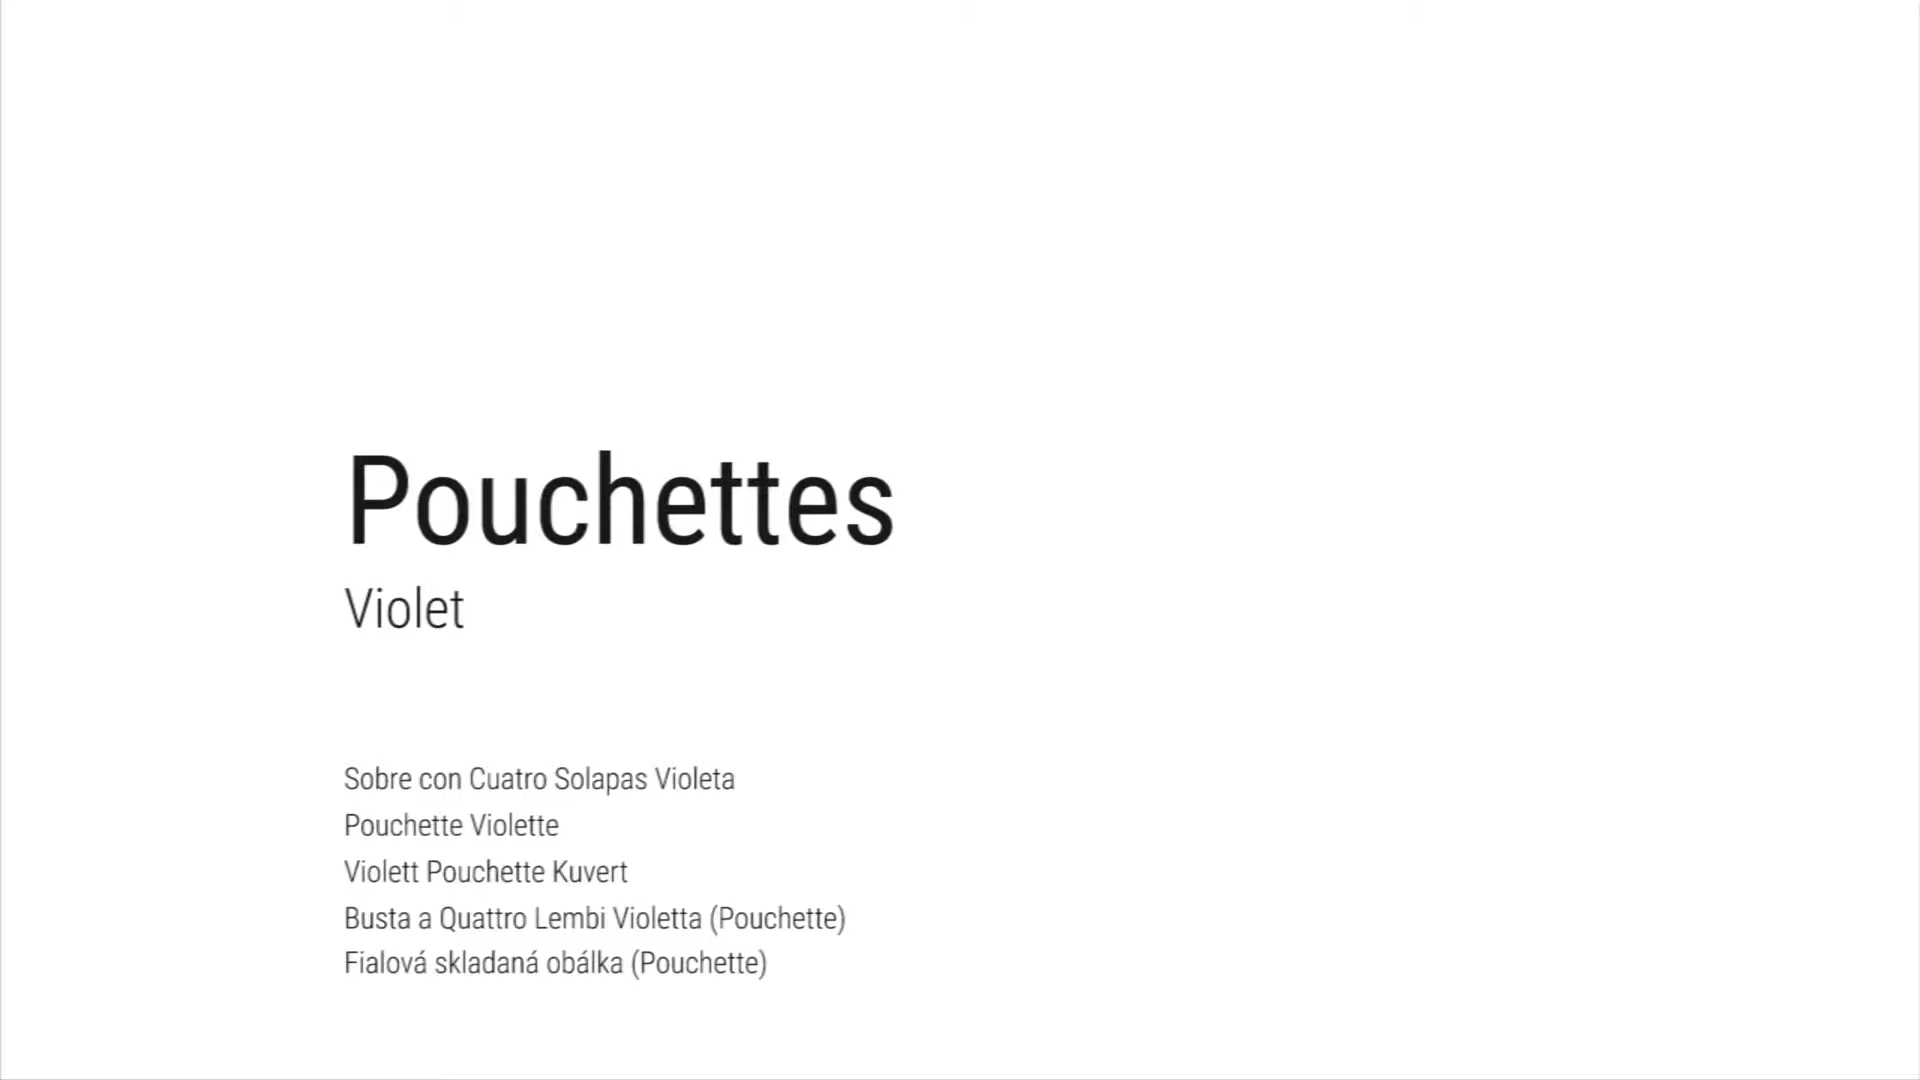 Pouchettes
Violet
Sobre con Cuatro Solapas Violeta
Pouchette Violette
Violett Pouchette Kuvert
Busta a Quattro Lembi Violetta (Pouchette)
Fialová skladaná obálka (Pouchette)